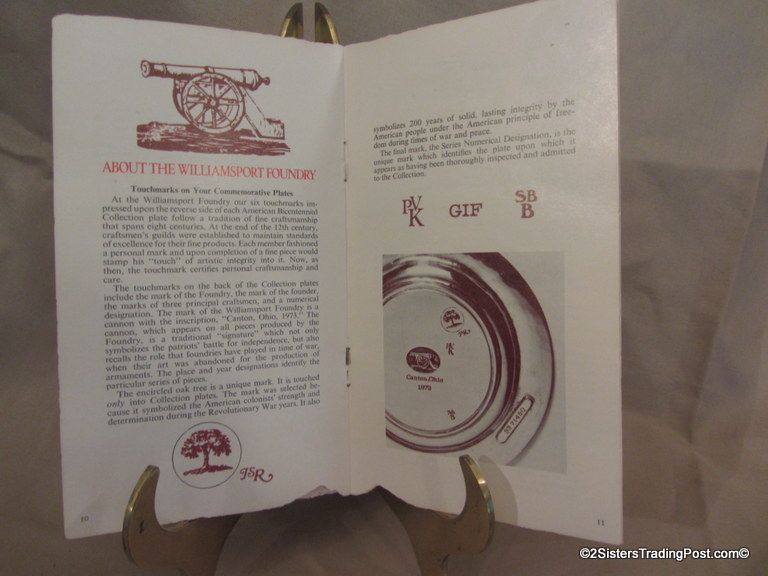 ABOUT THE WILLIAMSPORT FOUNDRY
Touchmarks on Your Commemorative Plates
At the Williamsport Foundry our six touchmarks im-
pressed upon the reverse side of each American Bicentennial
Collection plate follow a tradition of fine craftsmanship
that spans eight centuries. At the end of the 12th century,
craftsmen's guilds were established to maintain standards
of excellence for their fine products. Each member fashioned
a personal mark and upon completion of a fine piece would
stamp his "touch" of artistic integrity into it. Now, as
then, the touchmark certifies personal craftsmanship and
care.
The touchmarks on the back of the Collection plates
include the mark of the Foundry, the mark of the founder,
the marks of three principal craftsmen, and a numerical
designation. The mark of the Williamsport Foundry is a
cannon with the inscription, "Canton, Ohio, 1973." The
cannon, which appears on all pieces produced by the
Foundry, is a traditional "signature" which not only
symbolizes the patriots' battle for independence, but also
recalls the role that foundries have played in time of war,
when their art was abandoned for the production of
armaments. The place and year designations identify the
particular series of pieces.
The encircled oak tree is a unique mark. It is touched
only into Collection plates. The mark was selected be-
cause it symbolized the American colonists' strength and
determination during the Revolutionary War years. It also
JSR
10
symbolizes 200 years of solid, lasting integrity by the
American people under the American principle of free-
dom during times of war and peace.
The final mark, the Series Numerical Designation, is the
unique mark which identifies the plate upon which it
appears as having been thoroughly inspected and admitted
to the Collection.
PVK
GIF
SBB
JSR
PVK
Canton, Ohio
1973
SBB
11
©2SistersTradingPost.com®